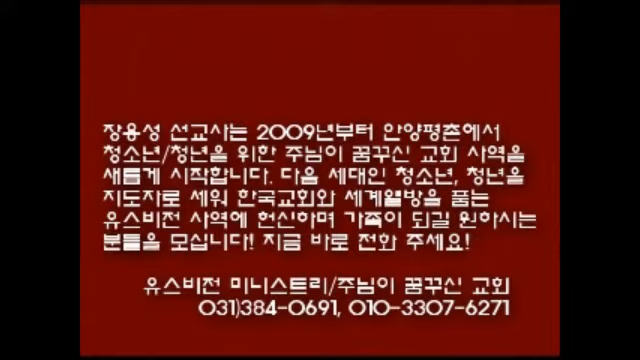 장용성 선교사는 2009년부터 안양평촌에서
청소년/청년을 위한 주님이 꿈꾸신 교회 사역을
새롭게 시작합니다. 다음 세대인 청소년, 청년을
지도자로 세워 한국교회와 세계열방을 품는
유스비전 사역에 헌신하며 가족이 되길 원하시는
분들을 모십니다! 지금 바로 전화 주세요!
유스비전 미니스트리/주님이 꿈꾸신 교회
031)384-0691, 010-3307-6271